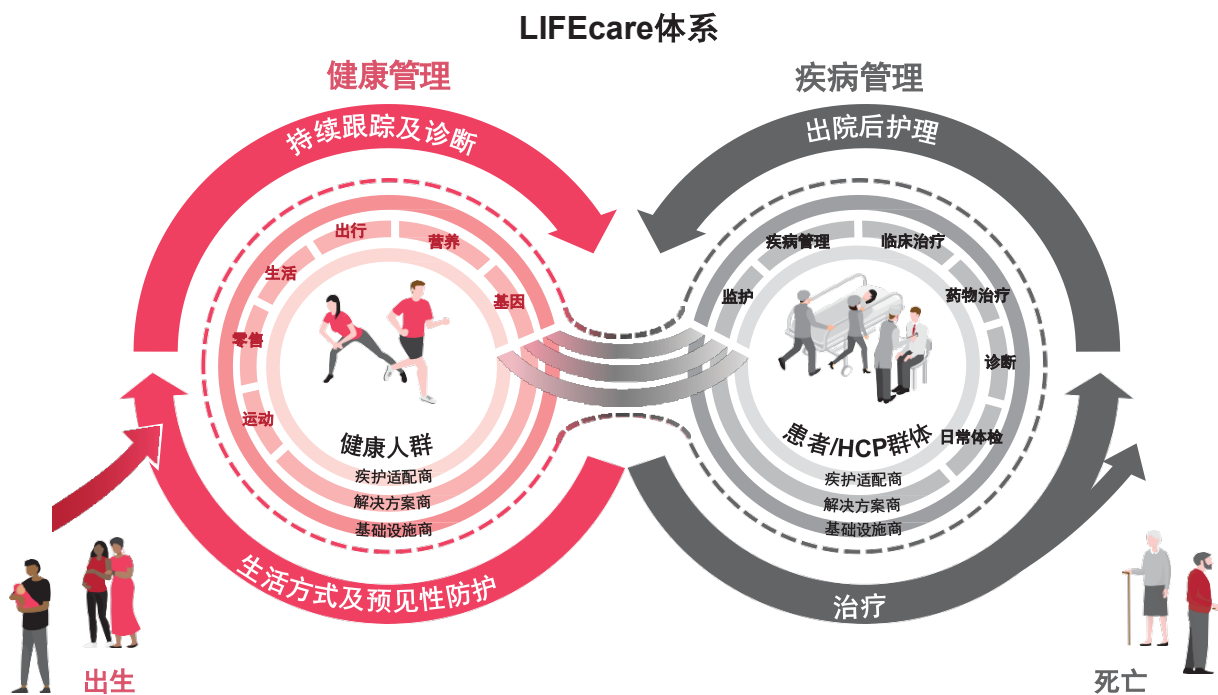 LIFEcare体系
健康管理
疾病管理
持续跟踪及诊断
出院后护理
出行
营养
生活
基因
零售
运动
健康人群
疾护适配商
解决方案商
基础设施商
生活方式及预见性防护
疾病管理
临床治疗
监护
药物治疗
诊断
日常体检
患者/HCP群体
疾护适配商
解决方案商
基础设施商
治疗
出生
死亡